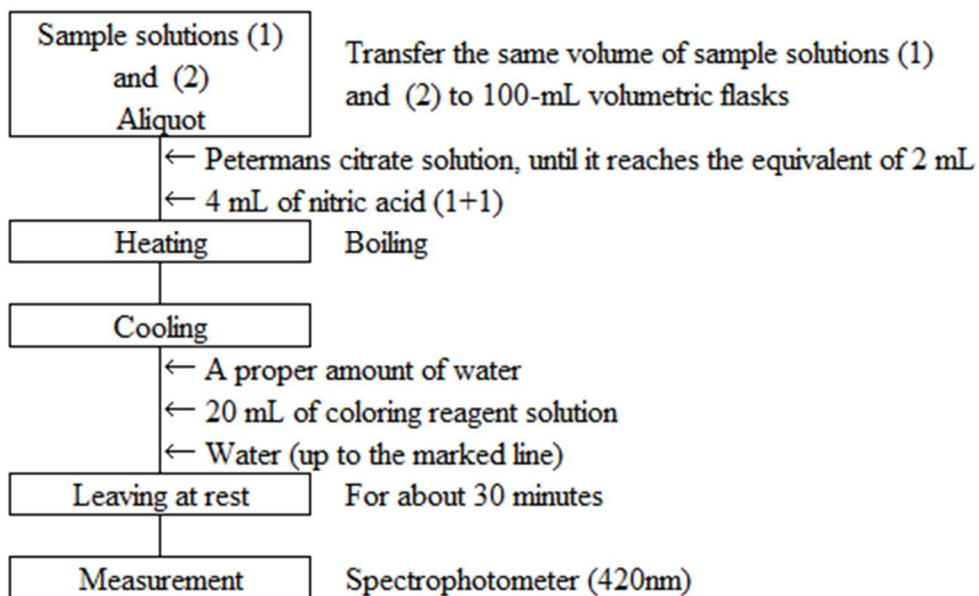 Sample solutions (1)
and (2)
Aliquot
Transfer the same volume of sample solutions (1)
and (2) to 100-mL volumetric flasks
← Petermans citrate solution, until it reaches the equivalent of 2 mL
← 4 mL of nitric acid (1+1)
Heating
Boiling
Cooling
← A proper amount of water
← 20 mL of coloring reagent solution
← Water (up to the marked line)
Leaving at rest
For about 30 minutes
Measurement
Spectrophotometer (420nm)